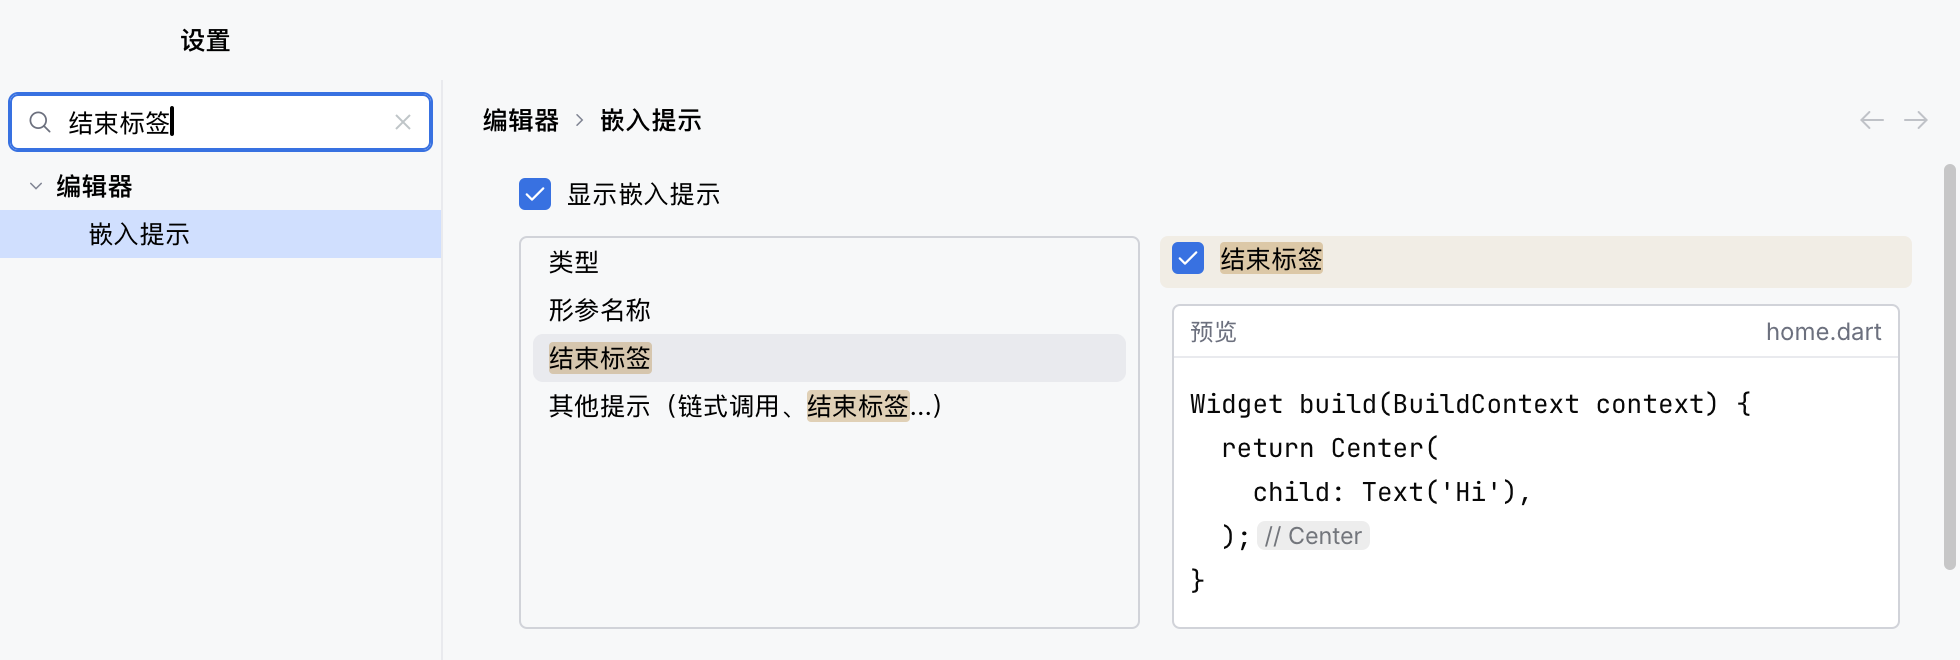 设置
结束标签
编辑器
嵌入提示
编辑器 > 嵌入提示
显示嵌入提示
类型
形参名称
结束标签
其他提示（链式调用、结束标签...）
结束标签
预览 home.dart
Widget build(BuildContext context) {
  return Center(
    child: Text('Hi'),
  ); // Center
}